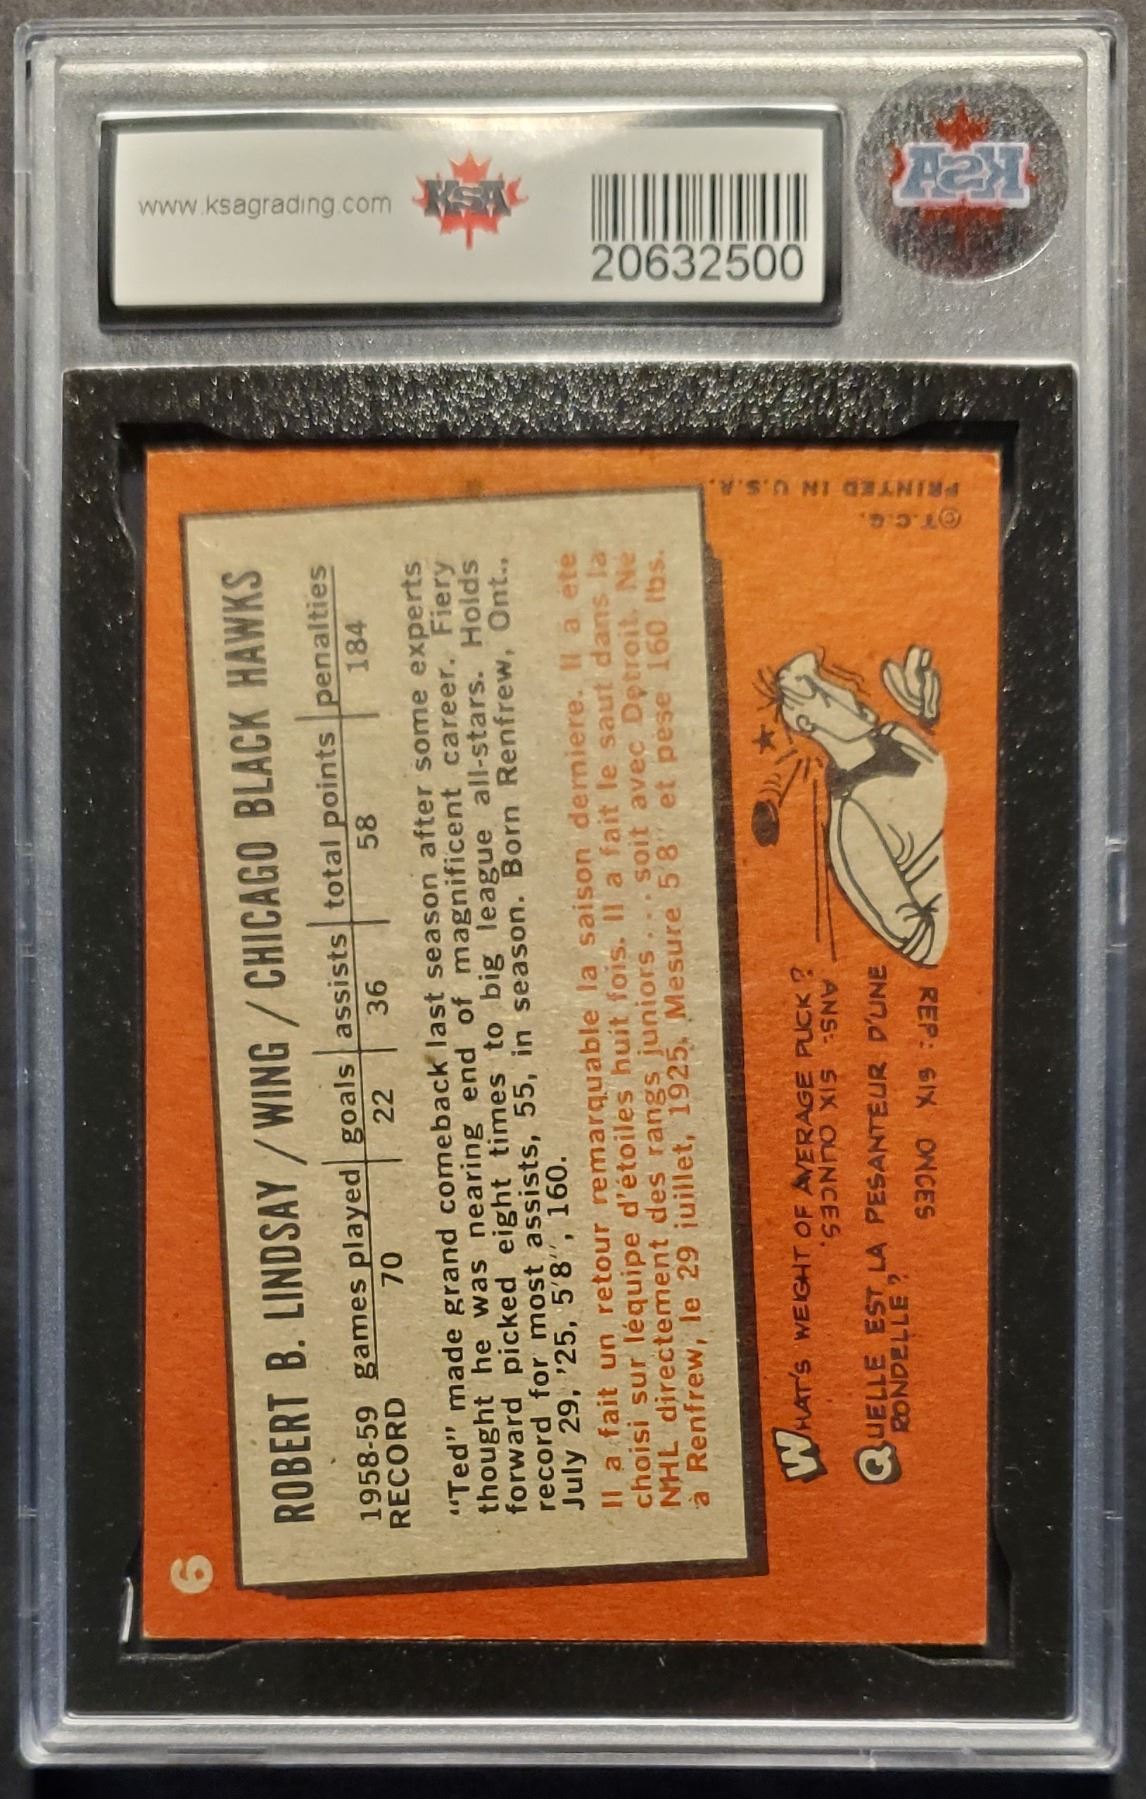 www.ksagrading.com
KSA
20632500
KSA
6
ROBERT B. LINDSAY / WING / CHICAGO BLACK HAWKS
1958-59 games played goals assists total points penalties
RECORD 70 22 36 58 184
"Ted" made grand comeback last season after some experts
thought he was nearing end of magnificent career. Fiery
forward picked eight times to big league all-stars. Holds
record for most assists, 55, in season. Born Renfrew, Ont.,
July 29, '25, 5'8", 160.
Il a fait un retour remarquable la saison derniere. Il a été
choisi sur léquipe d'étoiles huit fois. Il a fait le saut dans la
NHL directement des rangs juniors . . . soit avec Detroit. Né
à Renfrew, le 29 juillet, 1925. Mesure 5'8" et pèse 160 lbs.
WHAT'S WEIGHT OF AVERAGE PUCK?
ANS: SIX OUNCES.
QUELLE EST LA PESANTEUR D'UNE
RONDELLE?
REP: SIX ONCES
© T.C.G.
PRINTED IN U.S.A.